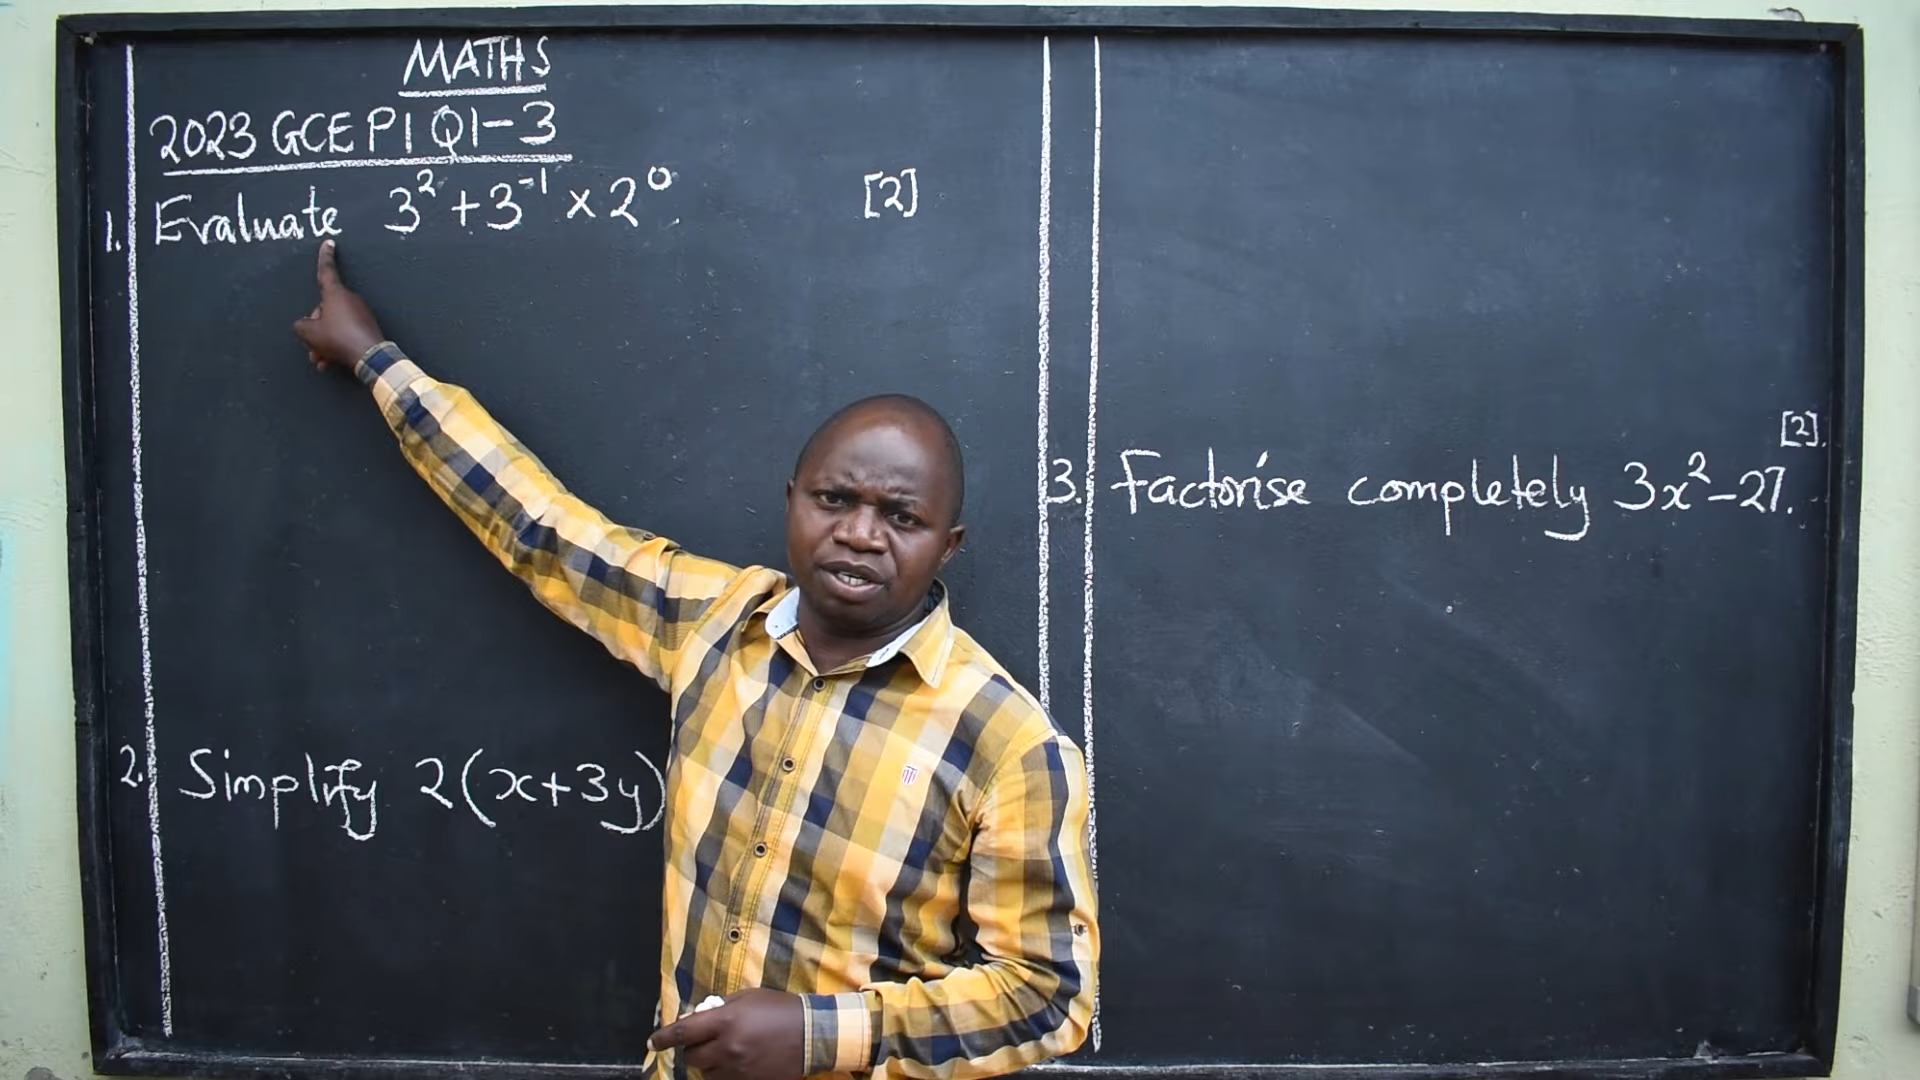 MATHS
2023 GCE P1 Q1-3
1. Evaluate 3² + 3⁻¹ × 2⁰. [2]
2. Simplify 2(x+3y)
[2].
3. Factorise completely 3x²-27.